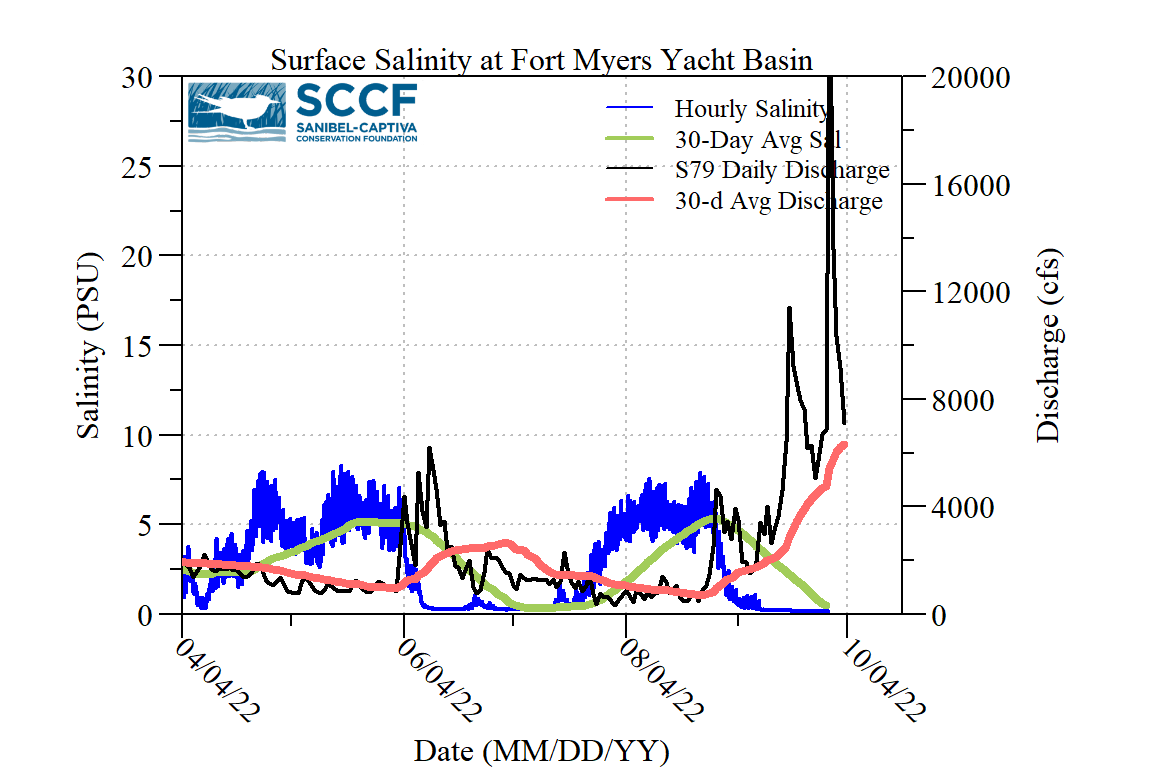 Surface Salinity at Fort Myers Yacht Basin
SCCF
SANIBEL-CAPTIVA
CONSERVATION FOUNDATION
Hourly Salinity
30-Day Avg Sal
S79 Daily Discharge
30-d Avg Discharge
Salinity (PSU)
30
25
20
15
10
5
0
20000
16000
12000
8000
4000
0
Discharge (cfs)
04/04/22
06/04/22
08/04/22
10/04/22
Date (MM/DD/YY)